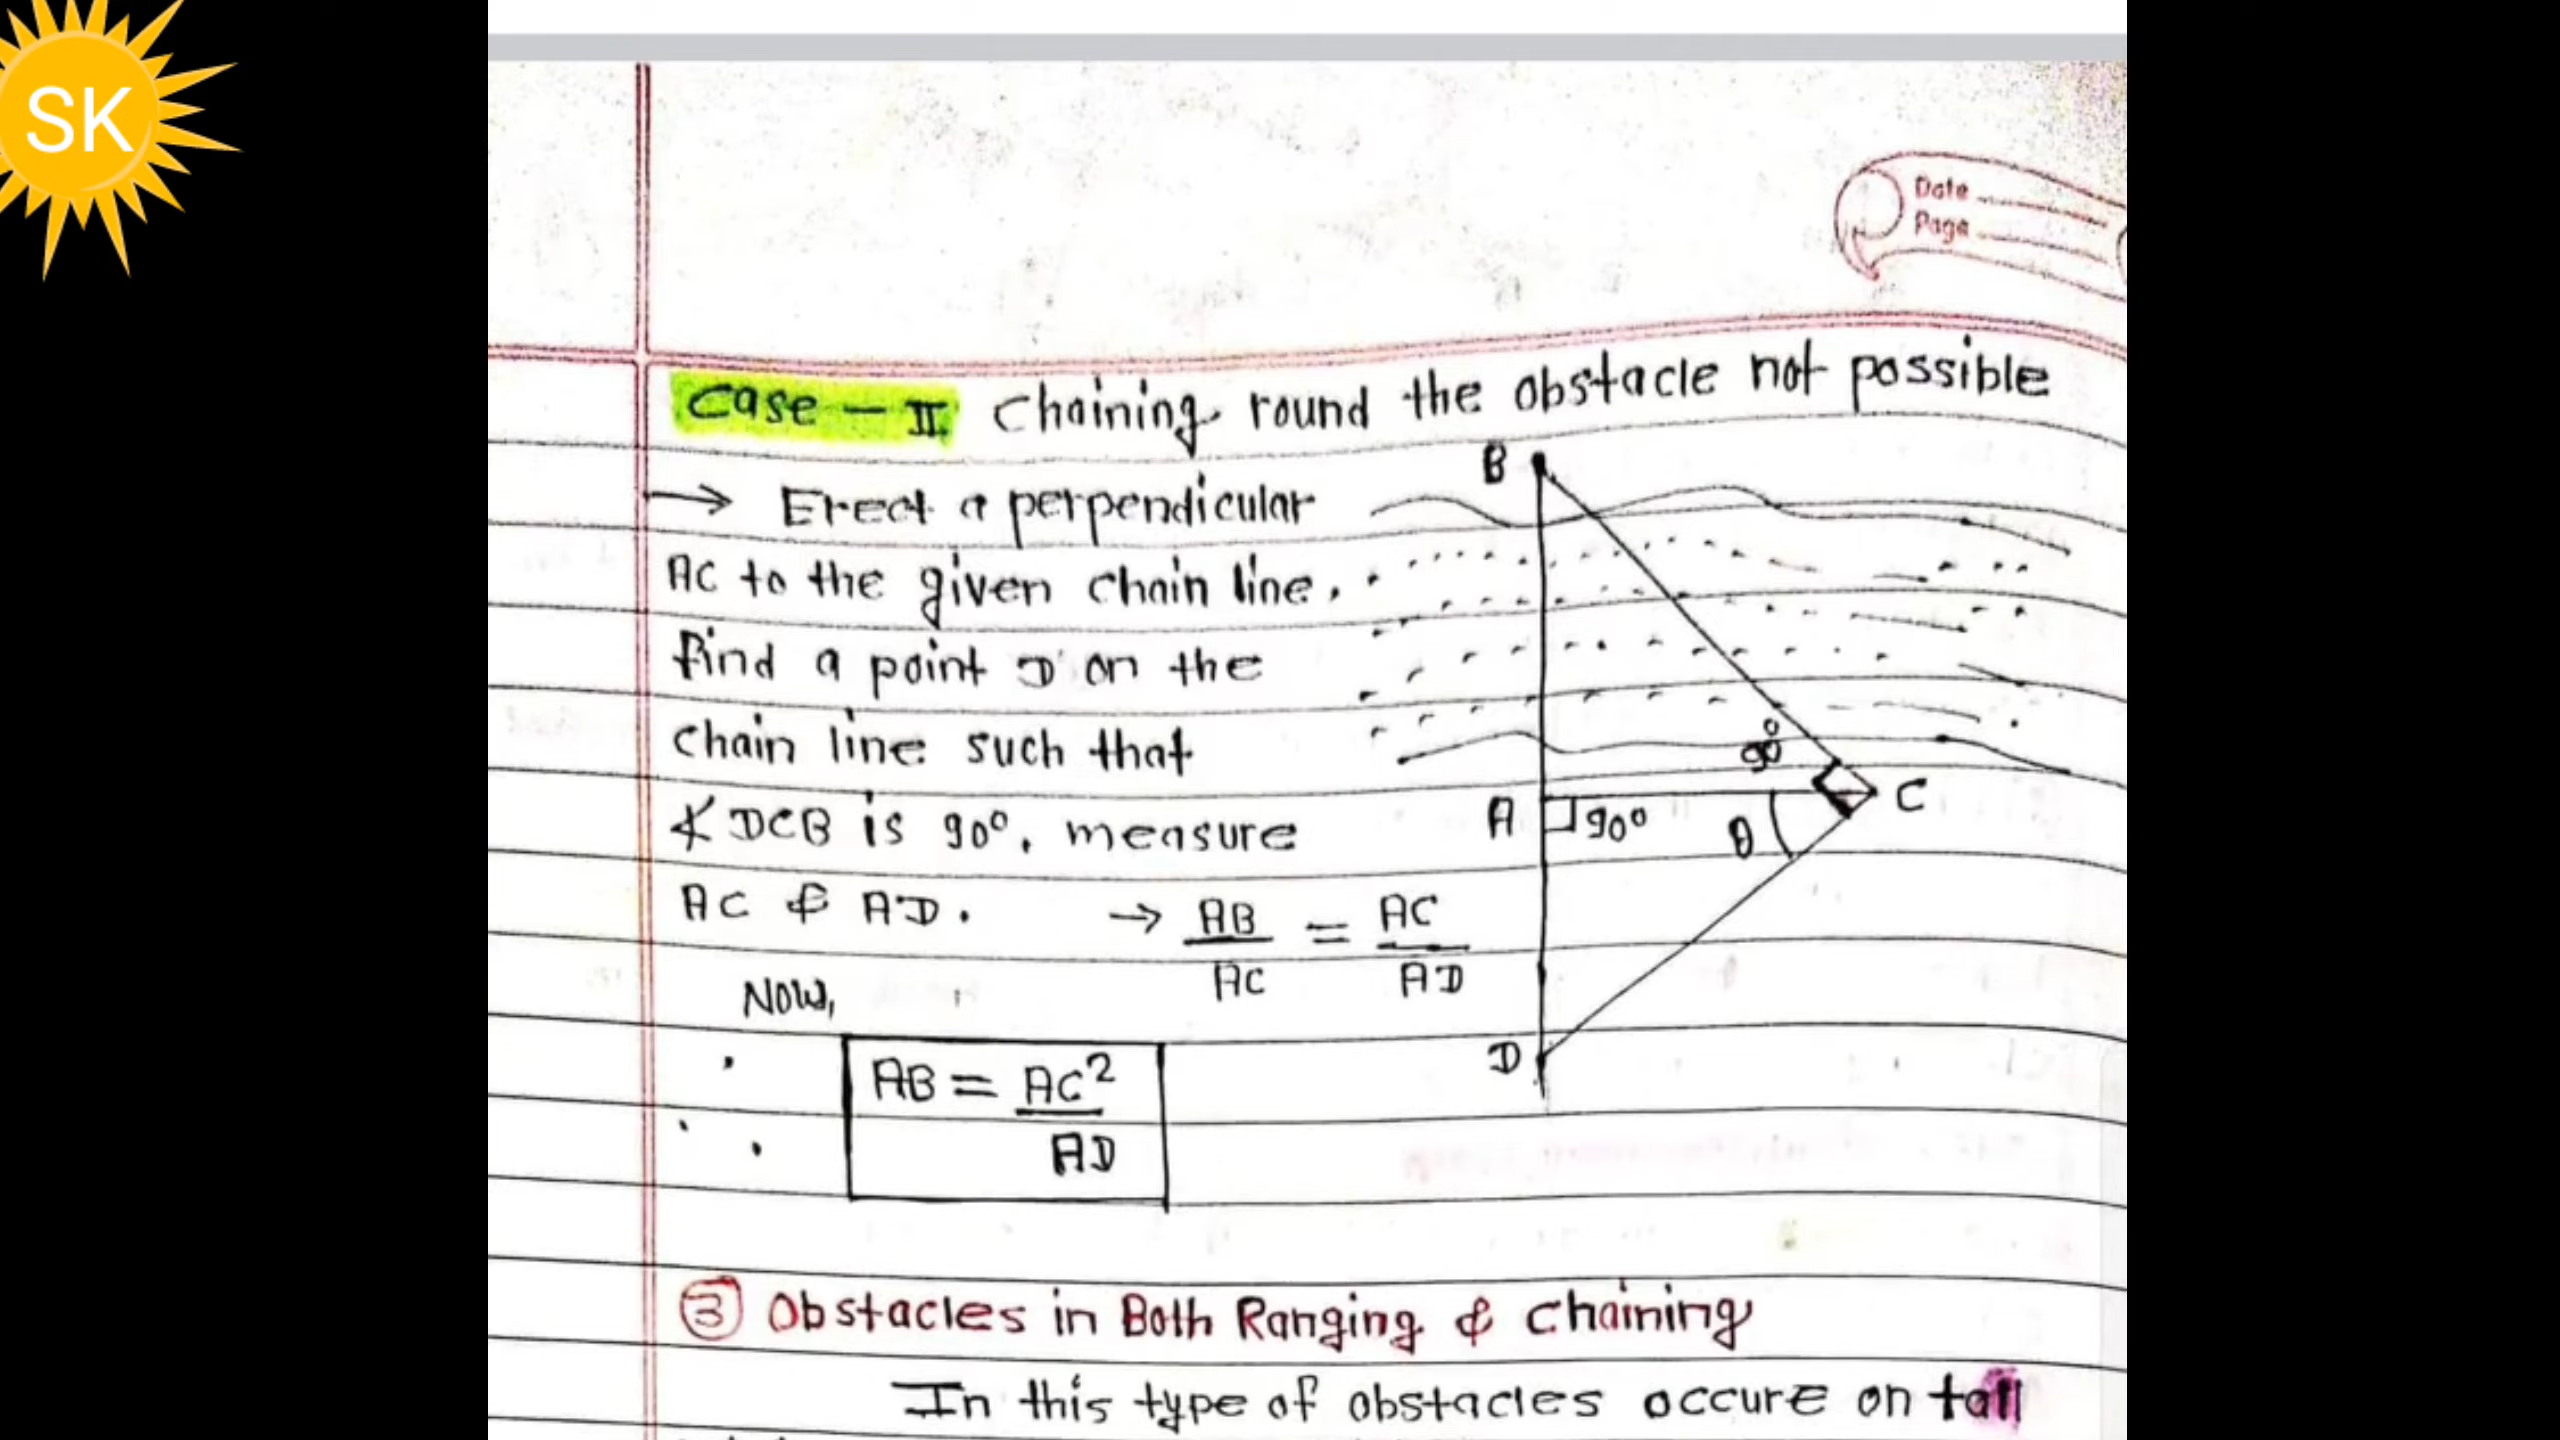 SK
Date
Page
Case - II Chaining round the obstacle not possible
→ Erect a perpendicular
AC to the given chain line.
find a point D on the
chain line such that
∡DCB is 90°. measure
AC & AD. → AB/AC = AC/AD
Now,
AB = AC²/AD
B
90°
C
A
90°
θ
D
③ Obstacles in Both Ranging & Chaining
In this type of obstacles occure on tall